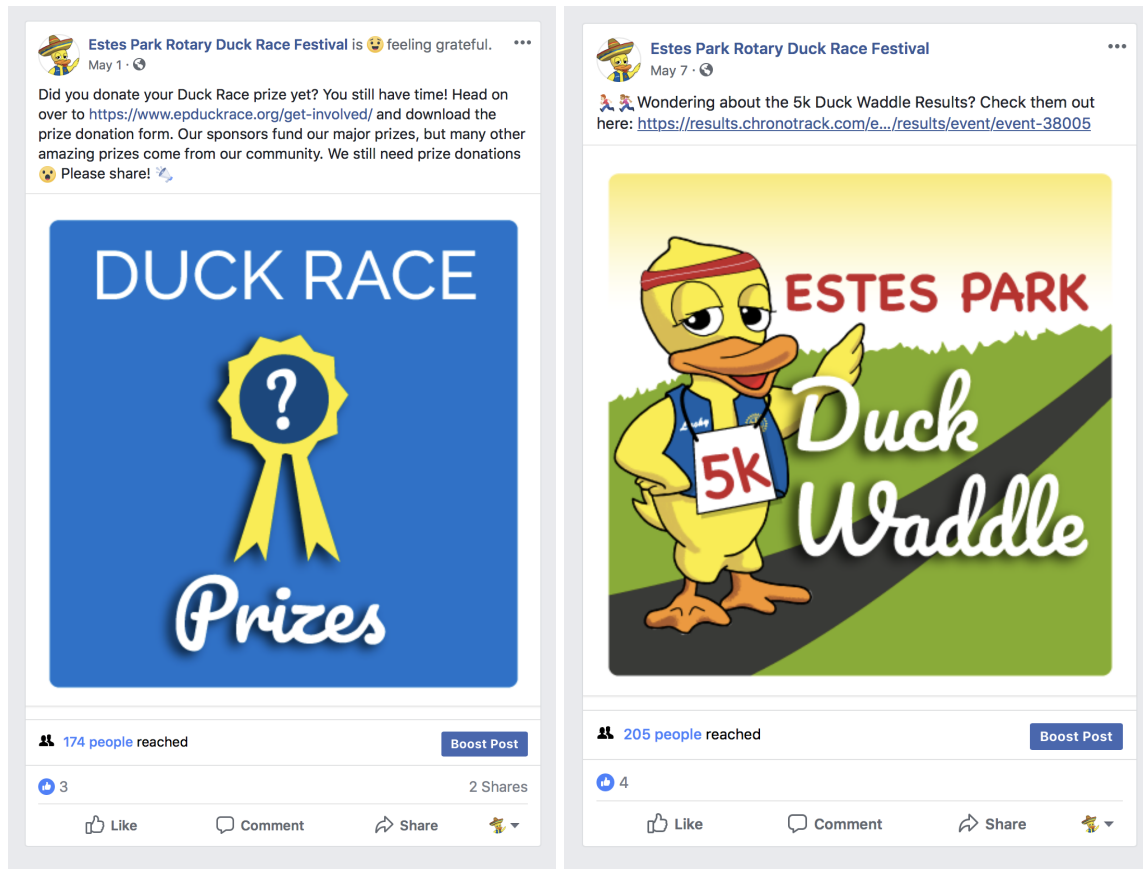 Estes Park Rotary Duck Race Festival is 😮 feeling grateful.
May 1 ·
Did you donate your Duck Race prize yet? You still have time! Head on
over to https://www.epduckrace.org/get-involved/ and download the
prize donation form. Our sponsors fund our major prizes, but many other
amazing prizes come from our community. We still need prize donations
😮 Please share!
DUCK RACE
?
Prizes
174 people reached
Boost Post
3
2 Shares
Like
Comment
Share
Estes Park Rotary Duck Race Festival
May 7 ·
Wondering about the 5k Duck Waddle Results? Check them out
here: https://results.chronotrack.com/e.../results/event/event-38005
ESTES PARK
Duck
Waddle
Lucky
5k
205 people reached
Boost Post
4
Like
Comment
Share